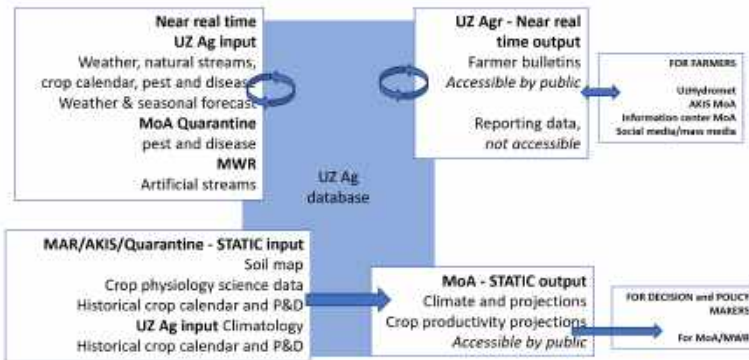 Near real time
UZ Ag input
Weather, natural streams,
crop calendar, pest and disease
Weather & seasonal forecast
MoA Quarantine
pest and disease
MWR
Artificial streams
UZ Agr - Near real
time output
Farmer bulletins
Accessible by public
Reporting data,
not accessible
FOR FARMERS
UzHydromet
AKIS MoA
Information center MoA
Social media/mass media
UZ Ag
database
MAR/AKIS/Quarantine - STATIC input
Soil map
Crop physiology science data
Historical crop calendar and P&D
UZ Ag input Climatology
Historical crop calendar and P&D
MoA - STATIC output
Climate and projections
Crop productivity projections
Accessible by public
FOR DECISION and POLICY
MAKERS
For MoA/MWR